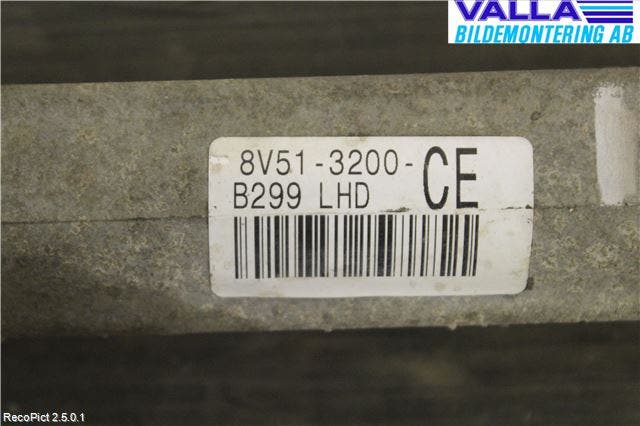 VALLA
BILDEMONTERING AB
8V51-3200-CE
B299 LHD
RecoPict 2.5.0.1